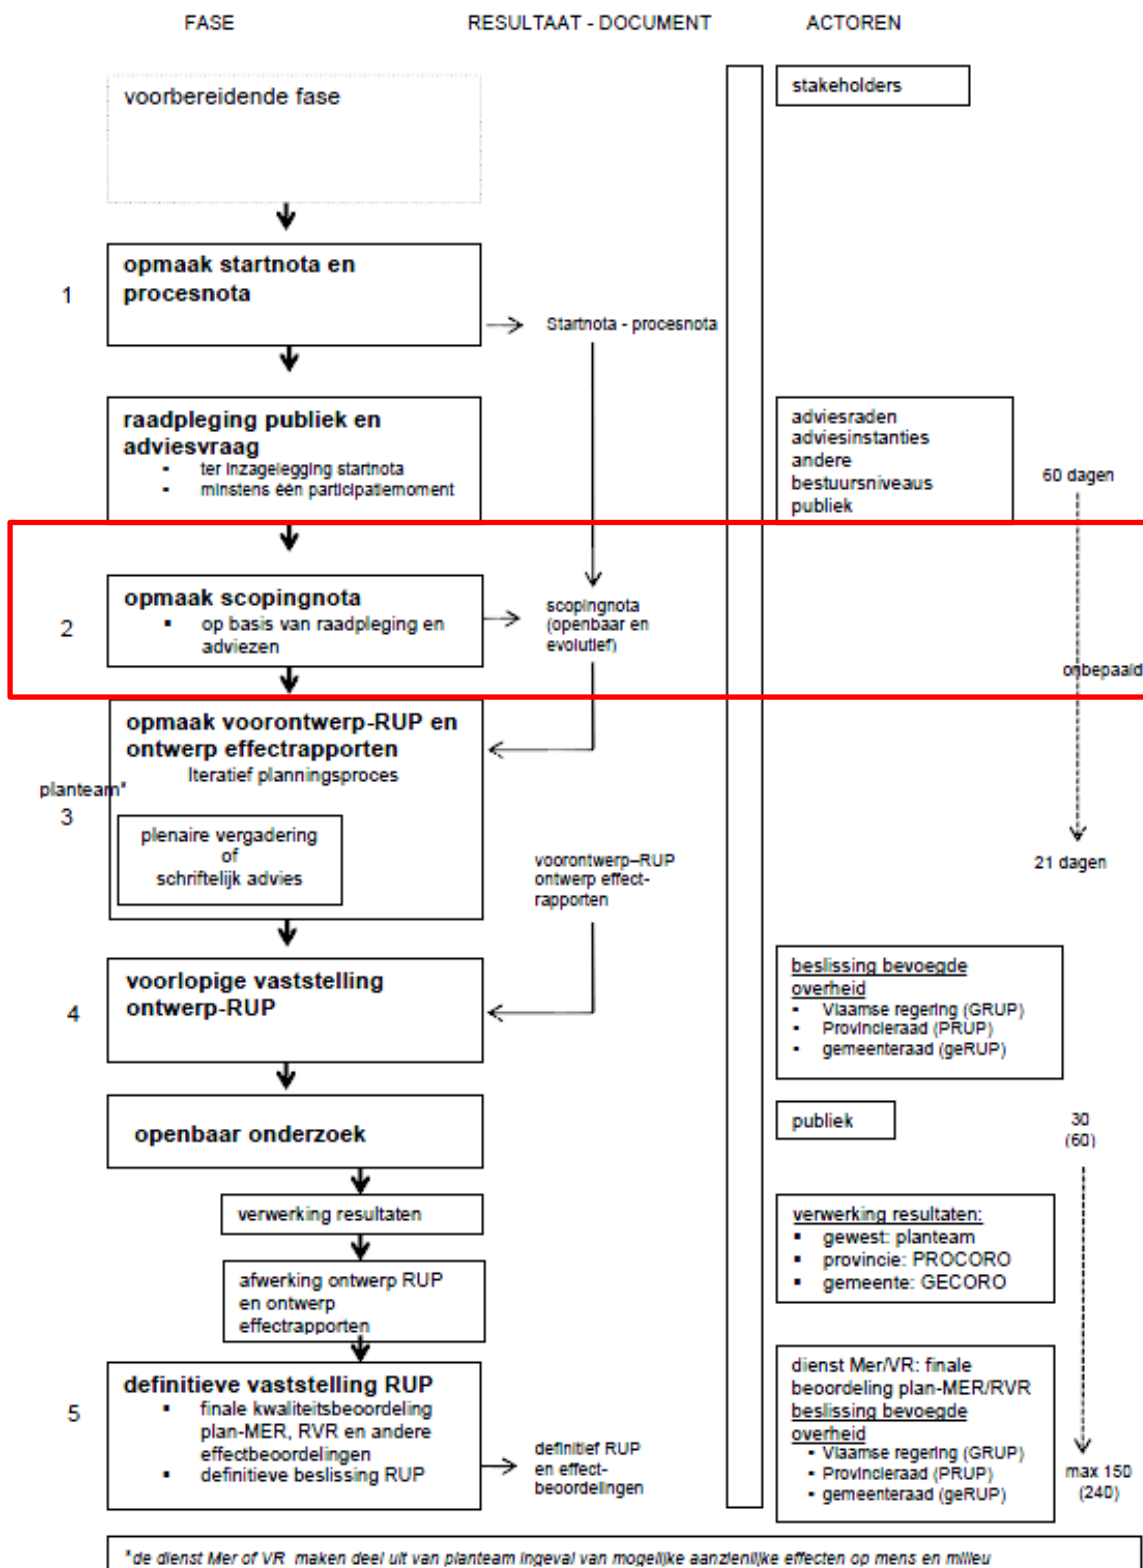 FASE
RESULTAAT - DOCUMENT
ACTOREN
voorbereidende fase
stakeholders
1
opmaak startnota en
procesnota
Startnota - procesnota
raadpleging publiek en
adviesvraag
▪ ter inzagelegging startnota
▪ minstens één participatiemoment
adviesraden
adviesinstanties
andere
bestuursniveaus
publiek
60 dagen
2
opmaak scopingnota
▪ op basis van raadpleging en
adviezen
scopingnota
(openbaar en
evolutief)
onbepaald
opmaak voorontwerp-RUP en
ontwerp effectrapporten
Iteratief planningsproces
planteam*
3
plenaire vergadering
of
schriftelijk advies
voorontwerp–RUP
ontwerp effect-
rapporten
21 dagen
4
voorlopige vaststelling
ontwerp-RUP
beslissing bevoegde
overheid
▪ Vlaamse regering (GRUP)
▪ Provincieraad (PRUP)
▪ gemeenteraad (geRUP)
openbaar onderzoek
publiek
30
(60)
verwerking resultaten
verwerking resultaten:
▪ gewest: planteam
▪ provincie: PROCORO
▪ gemeente: GECORO
afwerking ontwerp RUP
en ontwerp
effectrapporten
5
definitieve vaststelling RUP
▪ finale kwaliteitsbeoordeling
plan-MER, RVR en andere
effectbeoordelingen
▪ definitieve beslissing RUP
definitief RUP
en effect-
beoordelingen
dienst Mer/VR: finale
beoordeling plan-MER/RVR
beslissing bevoegde
overheid
▪ Vlaamse regering (GRUP)
▪ Provincieraad (PRUP)
▪ gemeenteraad (geRUP)
max 150
(240)
*de dienst Mer of VR maken deel uit van planteam ingeval van mogelijke aanzienlijke effecten op mens en milieu